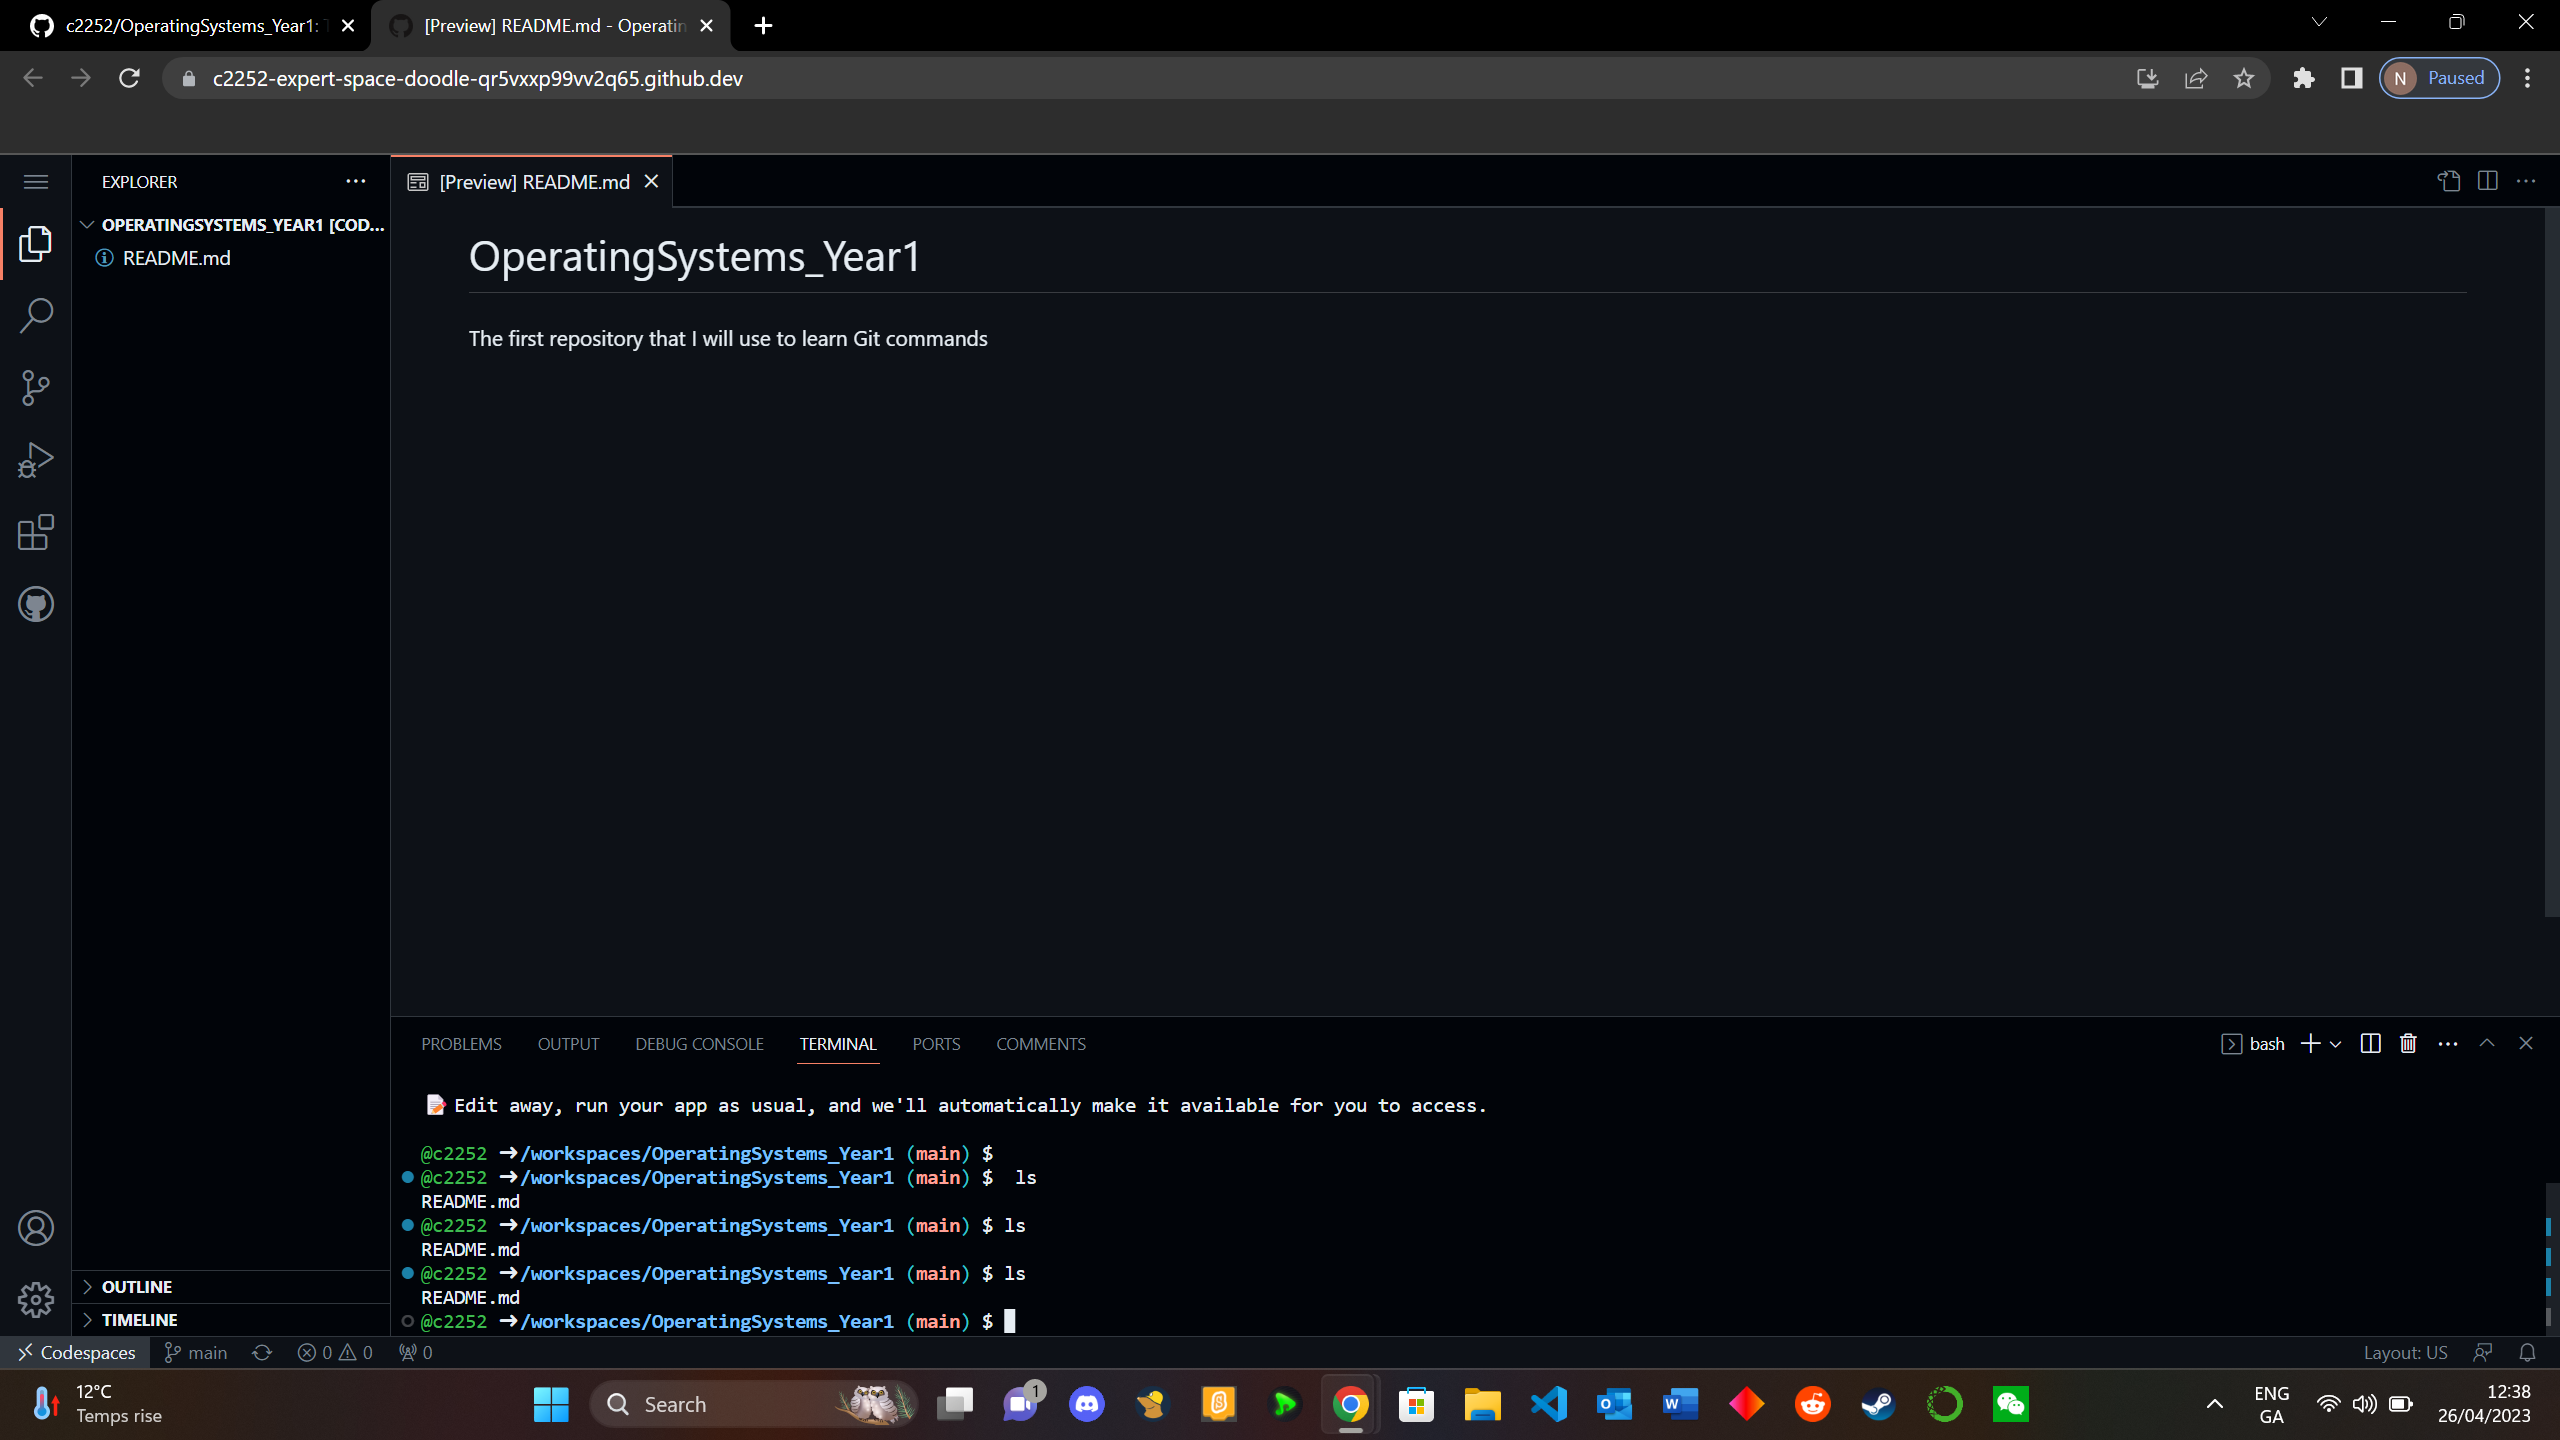 c2252/OperatingSystems_Year1:
[Preview] README.md - Operatin
c2252-expert-space-doodle-qr5vxxp99vv2q65.github.dev
N Paused
EXPLORER
[Preview] README.md
OPERATINGSYSTEMS_YEAR1 [COD...
README.md
OperatingSystems_Year1
The first repository that I will use to learn Git commands
PROBLEMS OUTPUT DEBUG CONSOLE TERMINAL PORTS COMMENTS
bash
Edit away, run your app as usual, and we'll automatically make it available for you to access.
@c2252 ➜/workspaces/OperatingSystems_Year1 (main) $
@c2252 ➜/workspaces/OperatingSystems_Year1 (main) $  ls
README.md
@c2252 ➜/workspaces/OperatingSystems_Year1 (main) $ ls
README.md
@c2252 ➜/workspaces/OperatingSystems_Year1 (main) $ ls
README.md
@c2252 ➜/workspaces/OperatingSystems_Year1 (main) $
OUTLINE
TIMELINE
Codespaces main 0 0 0
Layout: US
12°C
Temps rise
Search
1
ENG
GA
12:38
26/04/2023